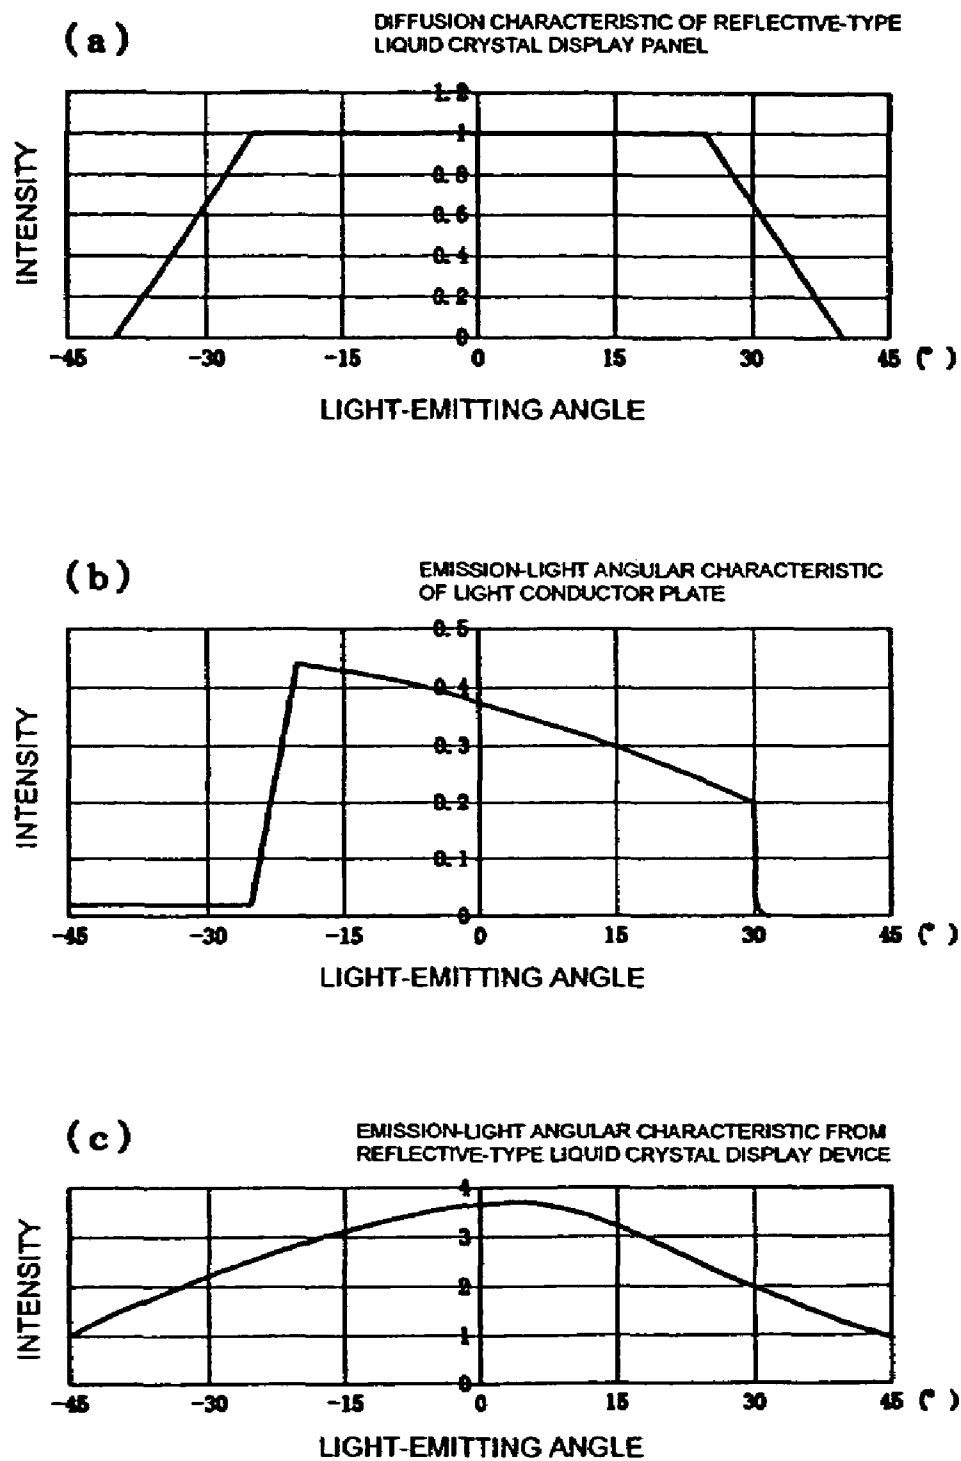 (a)
DIFFUSION CHARACTERISTIC OF REFLECTIVE-TYPE
LIQUID CRYSTAL DISPLAY PANEL
INTENSITY
1.2
1
0.8
0.6
0.4
0.2
0
-45 -30 -15 0 15 30 45 (°)
LIGHT-EMITTING ANGLE
(b)
EMISSION-LIGHT ANGULAR CHARACTERISTIC
OF LIGHT CONDUCTOR PLATE
INTENSITY
0.5
0.4
0.3
0.2
0.1
0
-45 -30 -15 0 15 30 45 (°)
LIGHT-EMITTING ANGLE
(c)
EMISSION-LIGHT ANGULAR CHARACTERISTIC FROM
REFLECTIVE-TYPE LIQUID CRYSTAL DISPLAY DEVICE
INTENSITY
4
3
2
1
0
-45 -30 -15 0 15 30 45 (°)
LIGHT-EMITTING ANGLE